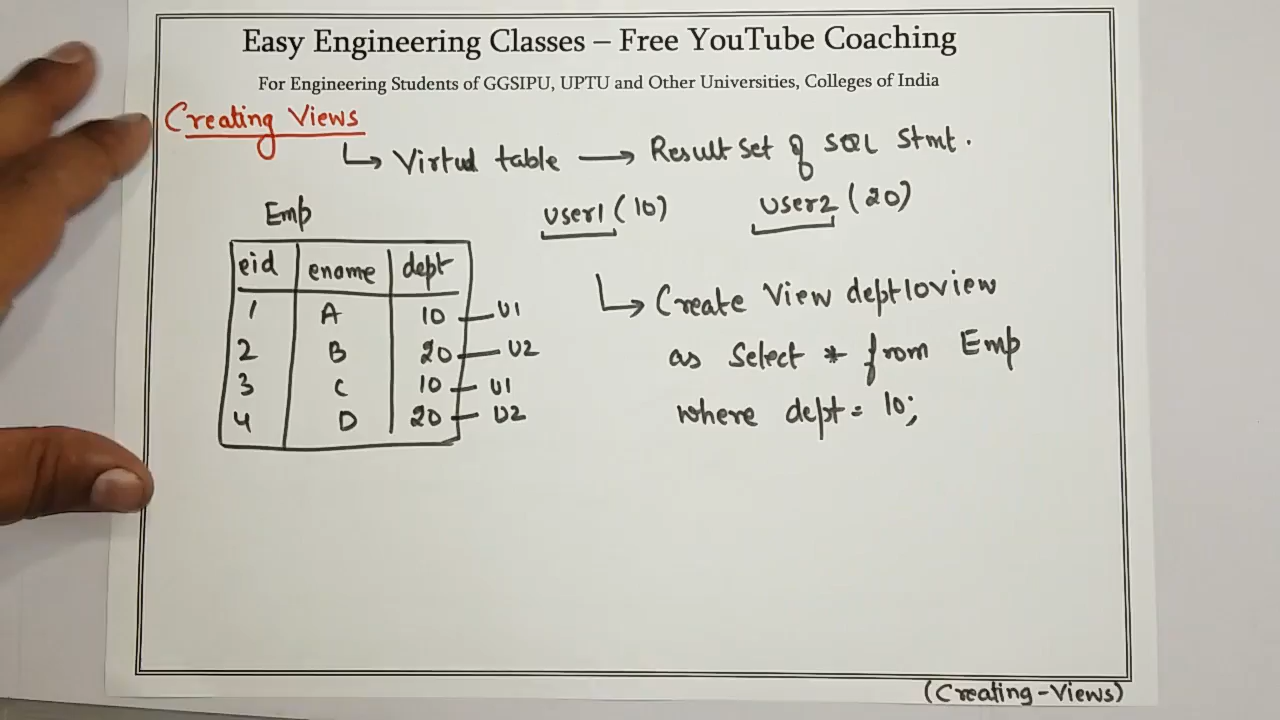 Easy Engineering Classes – Free YouTube Coaching
For Engineering Students of GGSIPU, UPTU and Other Universities, Colleges of India
Creating Views
↳ Virtual table → Result set of SQL Stmt.
Emp
user1 (10) user2 (20)
eid ename dept
1 A 10 — U1
2 B 20 — U2
3 C 10 — U1
4 D 20 — U2
↳ Create View dept10view
as Select * from Emp
where dept = 10;
(Creating-Views)